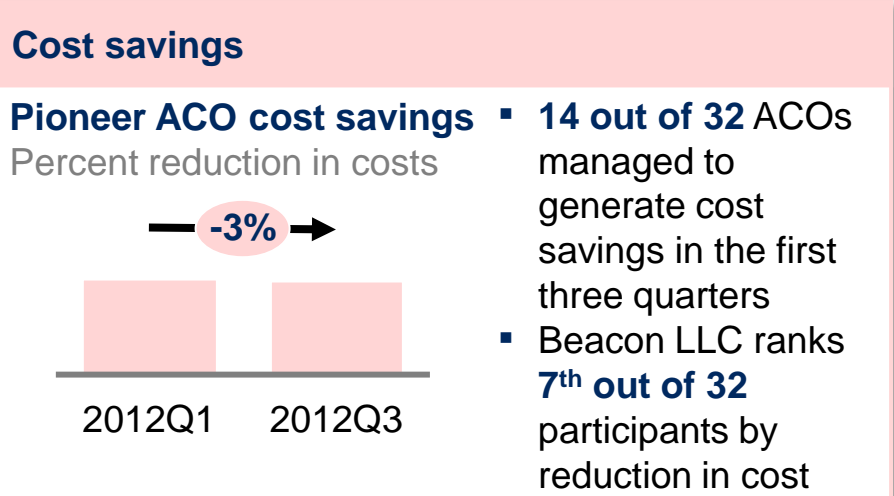 Cost savings
Pioneer ACO cost savings
Percent reduction in costs
-3%
2012Q1 2012Q3
▪ 14 out of 32 ACOs
managed to
generate cost
savings in the first
three quarters
▪ Beacon LLC ranks
7th out of 32
participants by
reduction in cost